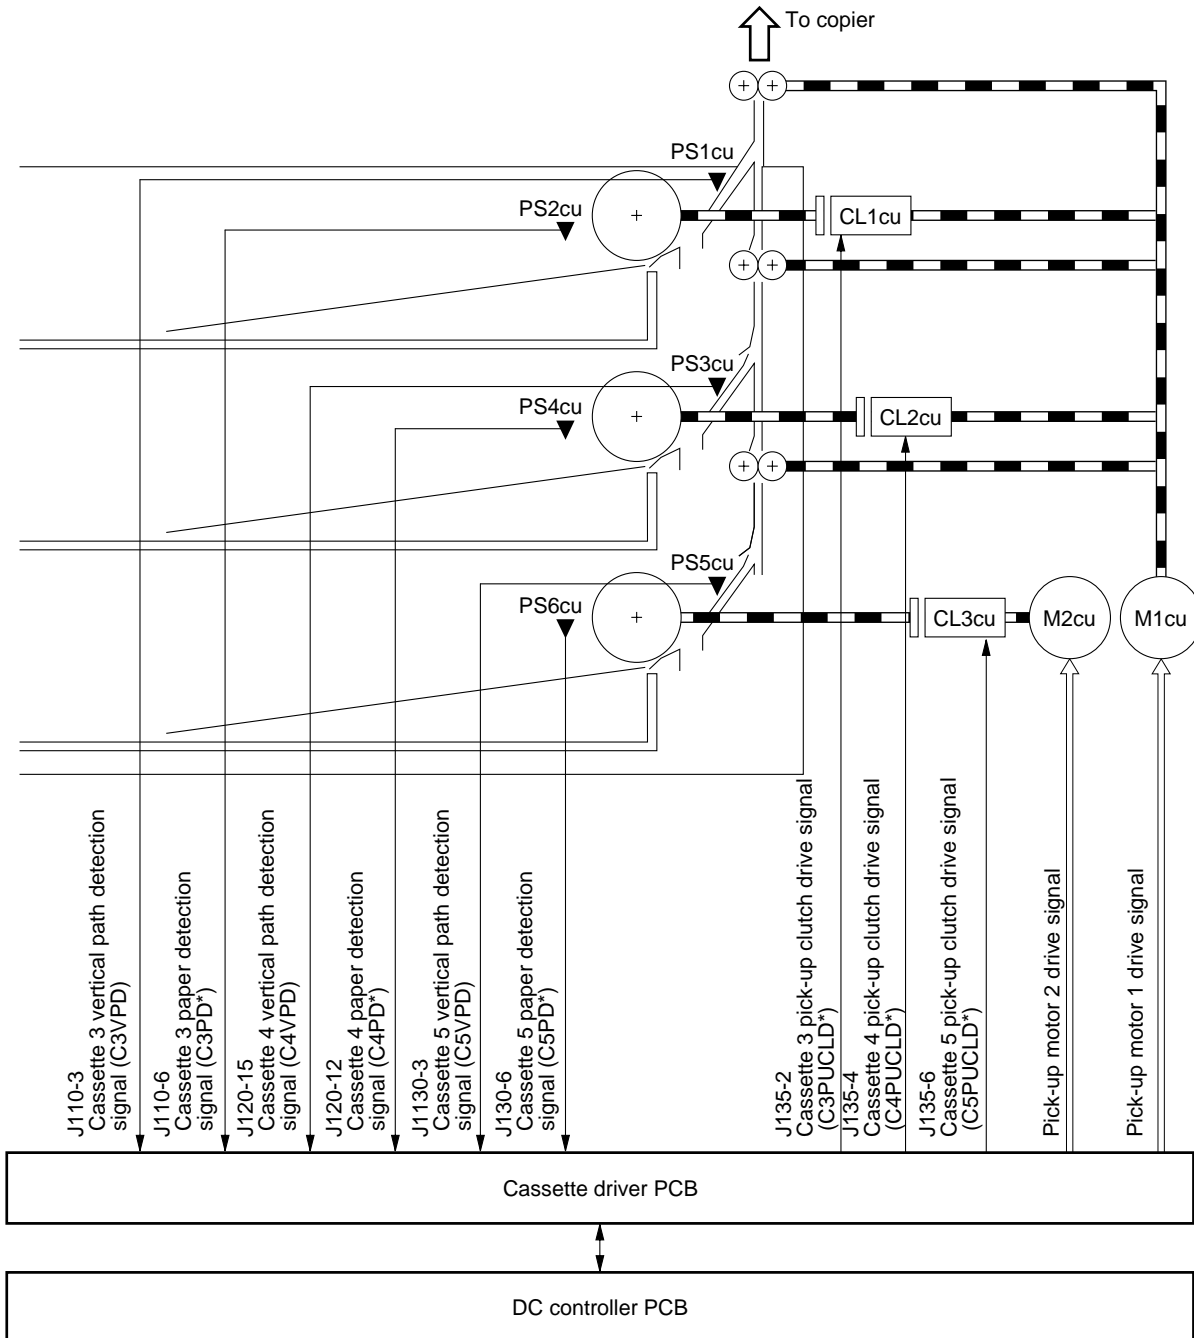 To copier
PS1cu
PS2cu
CL1cu
PS3cu
PS4cu
CL2cu
PS5cu
PS6cu
CL3cu
M2cu
M1cu
J110-3
Cassette 3 vertical path detection
signal (C3VPD)
J110-6
Cassette 3 paper detection
signal (C3PD*)
J120-15
Cassette 4 vertical path detection
signal (C4VPD)
J120-12
Cassette 4 paper detection
signal (C4PD*)
J1130-3
Cassette 5 vertical path detection
signal (C5VPD)
J130-6
Cassette 5 paper detection
signal (C5PD*)
J135-2
Cassette 3 pick-up clutch drive signal
(C3PUCLD*)
J135-4
Cassette 4 pick-up clutch drive signal
(C4PUCLD*)
J135-6
Cassette 5 pick-up clutch drive signal
(C5PUCLD*)
Pick-up motor 2 drive signal
Pick-up motor 1 drive signal
Cassette driver PCB
DC controller PCB